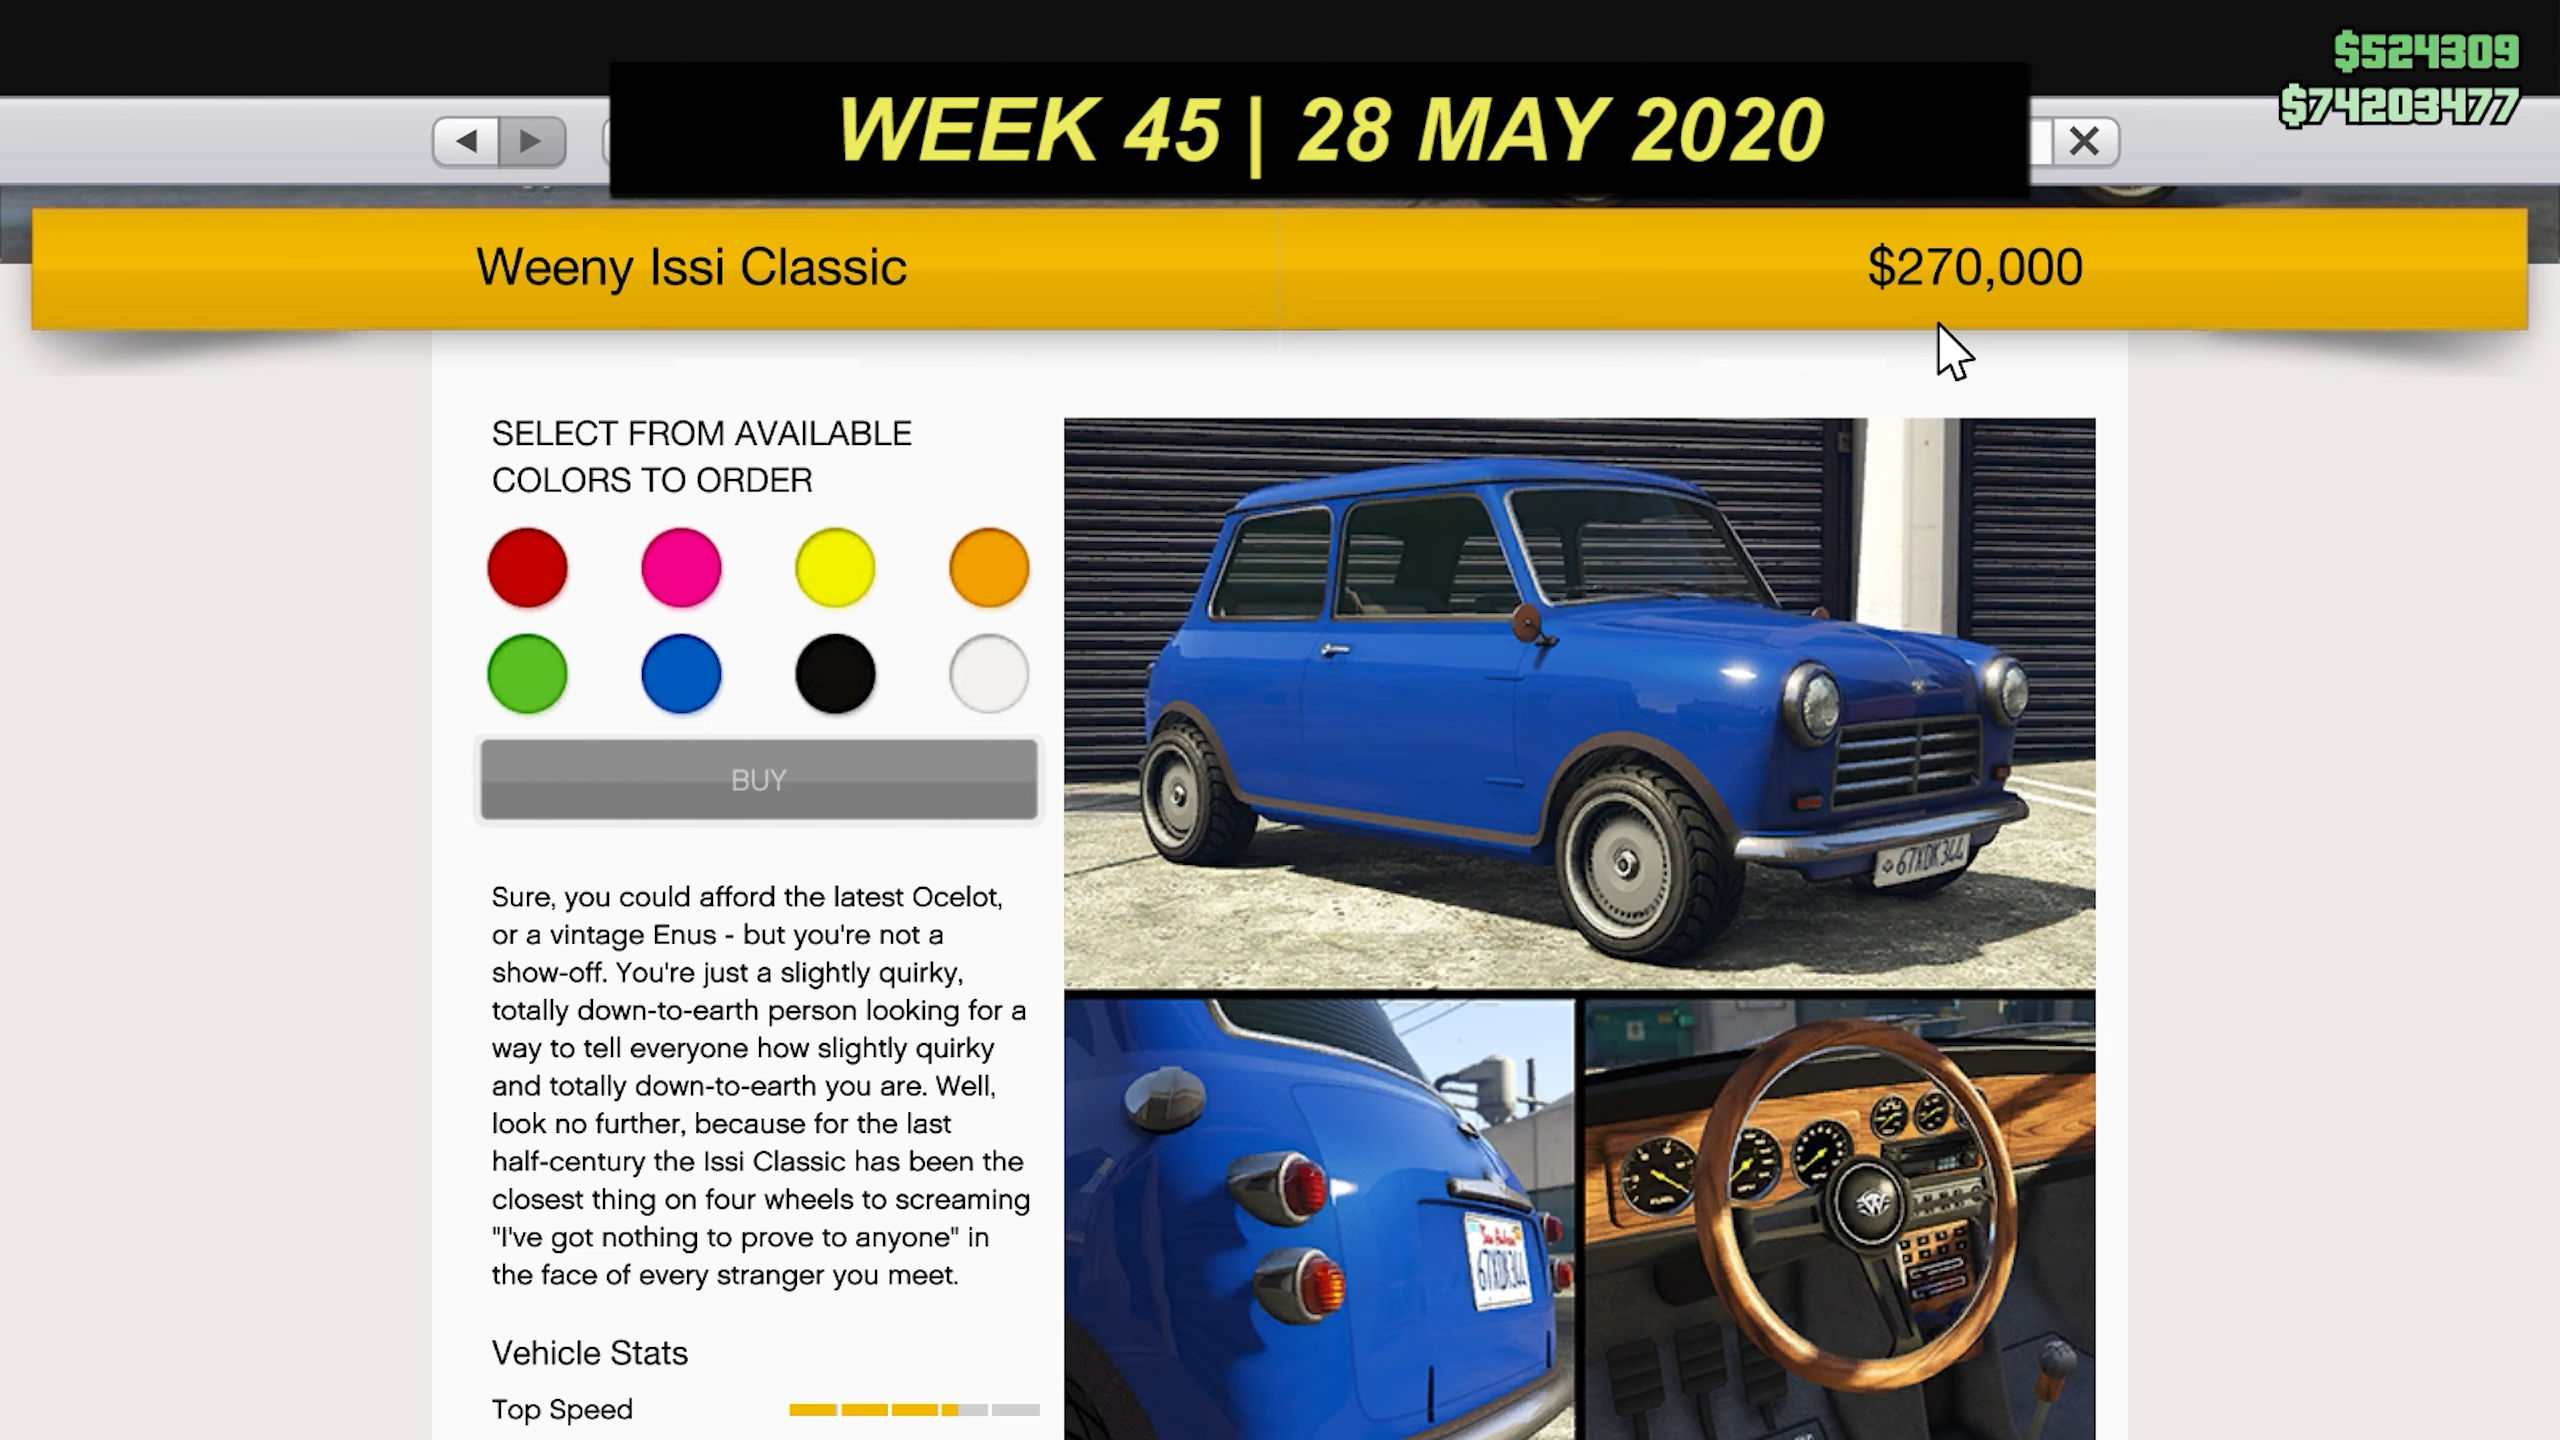 $524309
$74203477
WEEK 45 | 28 MAY 2020
Weeny Issi Classic
$270,000
SELECT FROM AVAILABLE
COLORS TO ORDER
BUY
Sure, you could afford the latest Ocelot,
or a vintage Enus - but you're not a
show-off. You're just a slightly quirky,
totally down-to-earth person looking for a
way to tell everyone how slightly quirky
and totally down-to-earth you are. Well,
look no further, because for the last
half-century the Issi Classic has been the
closest thing on four wheels to screaming
"I've got nothing to prove to anyone" in
the face of every stranger you meet.
Vehicle Stats
Top Speed
67XDK344
67XDK344